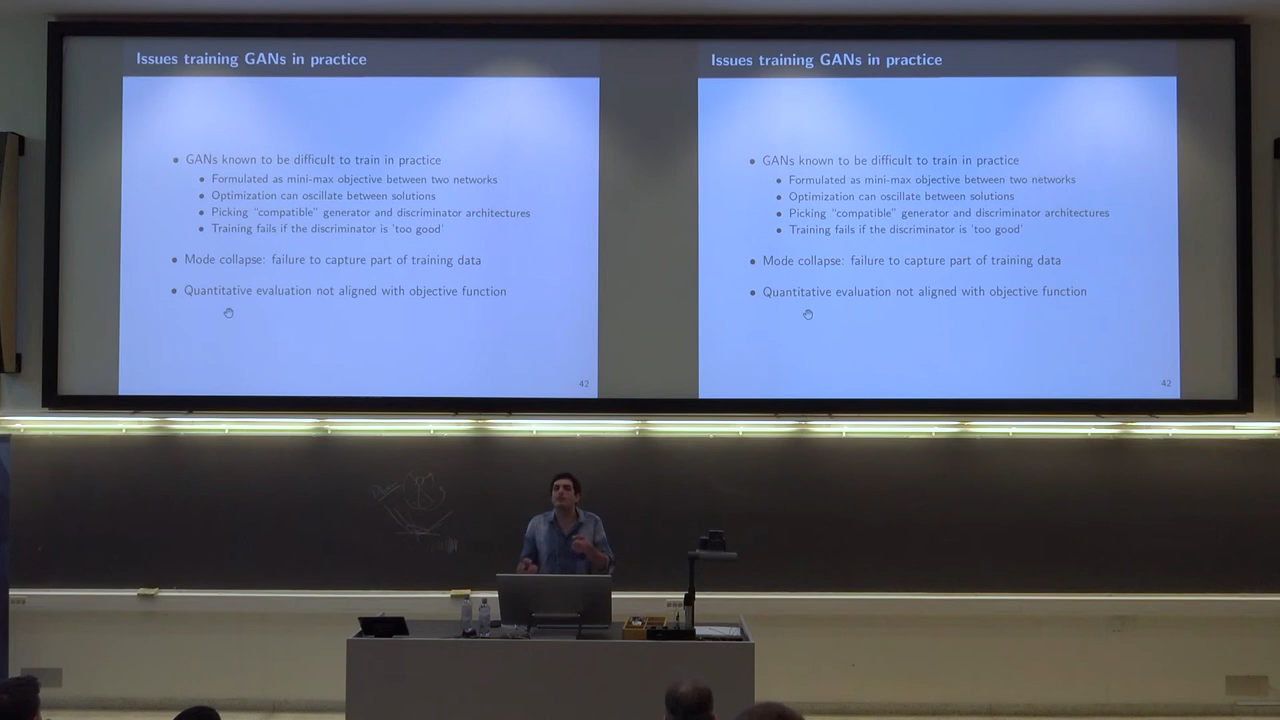 Issues training GANs in practice
• GANs known to be difficult to train in practice
• Formulated as mini-max objective between two networks
• Optimization can oscillate between solutions
• Picking “compatible” generator and discriminator architectures
• Training fails if the discriminator is 'too good'
• Mode collapse: failure to capture part of training data
• Quantitative evaluation not aligned with objective function
42
Issues training GANs in practice
• GANs known to be difficult to train in practice
• Formulated as mini-max objective between two networks
• Optimization can oscillate between solutions
• Picking “compatible” generator and discriminator architectures
• Training fails if the discriminator is 'too good'
• Mode collapse: failure to capture part of training data
• Quantitative evaluation not aligned with objective function
42